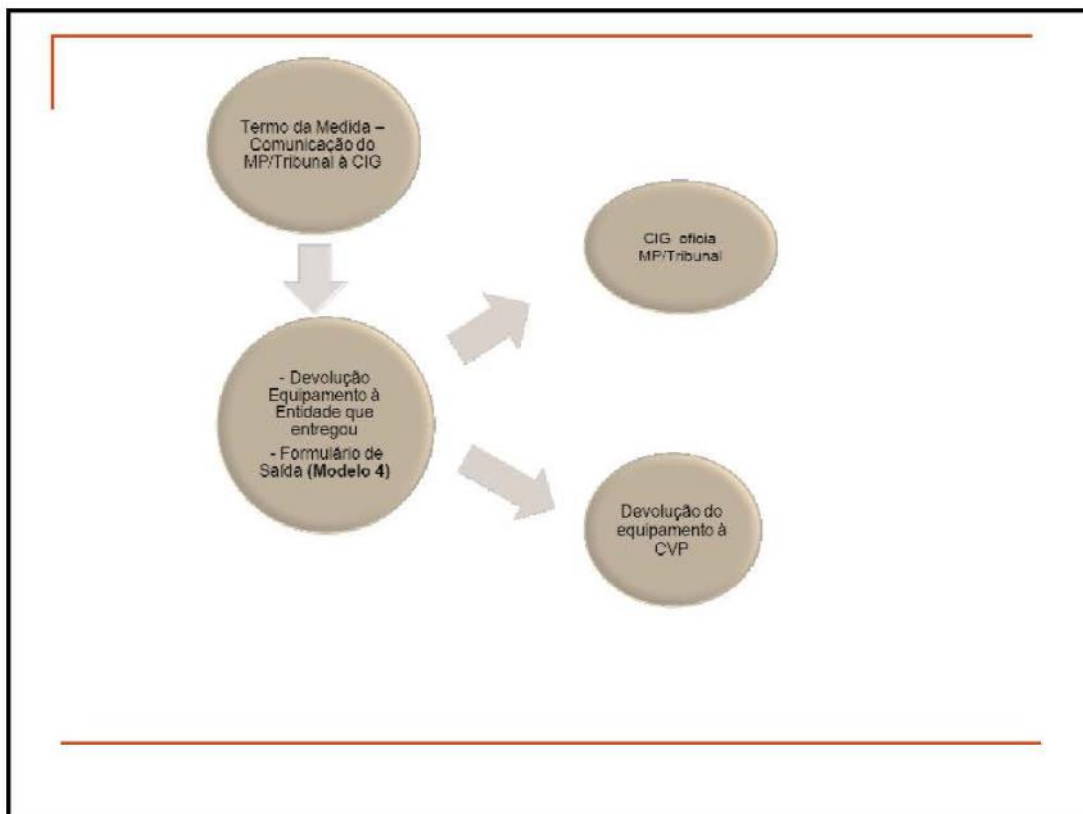 Termo da Medida –
Comunicação do
MP/Tribunal à CIG
CIG oficia
MP/Tribunal
- Devolução
Equipamento à
Entidade que
entregou
- Formulário de
Saída (Modelo 4)
Devolução do
equipamento à
CVP